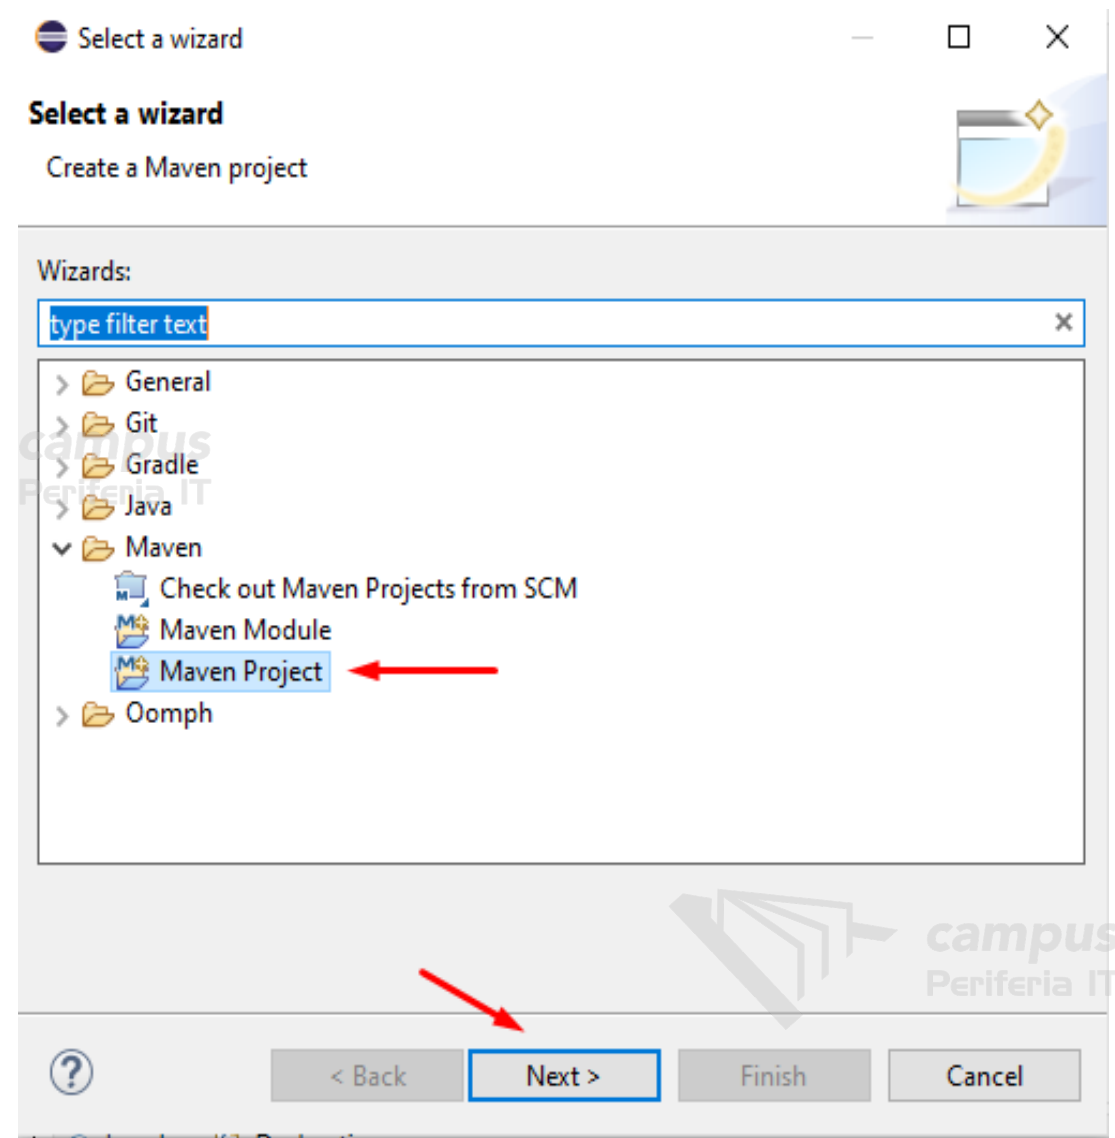 Select a wizard
Select a wizard
Create a Maven project
Wizards:
type filter text
General
Git
campus
Gradle
Periferia IT
Java
Maven
Check out Maven Projects from SCM
Maven Module
Maven Project
Oomph
campus
Periferia IT
< Back
Next >
Finish
Cancel